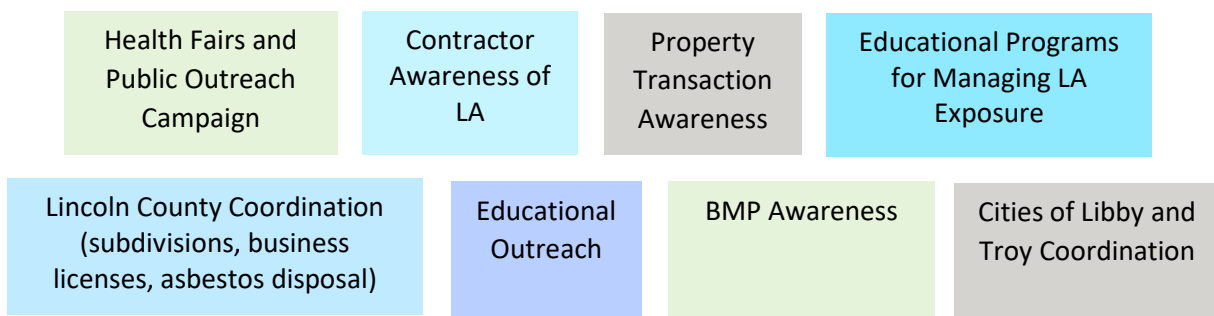 Health Fairs and
Public Outreach
Campaign
Contractor
Awareness of
LA
Property
Transaction
Awareness
Educational Programs
for Managing LA
Exposure
Lincoln County Coordination
(subdivisions, business
licenses, asbestos disposal)
Educational
Outreach
BMP Awareness
Cities of Libby and
Troy Coordination